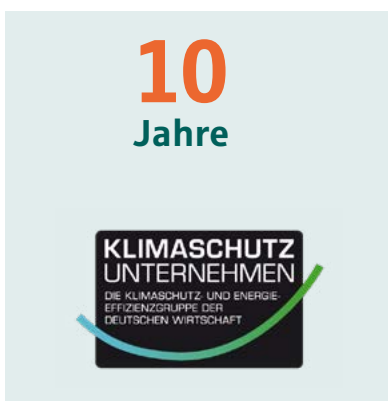 10
Jahre
KLIMASCHUTZ
UNTERNEHMEN
DIE KLIMASCHUTZ- UND ENERGIE-
EFFIZIENZGRUPPE DER
DEUTSCHEN WIRTSCHAFT